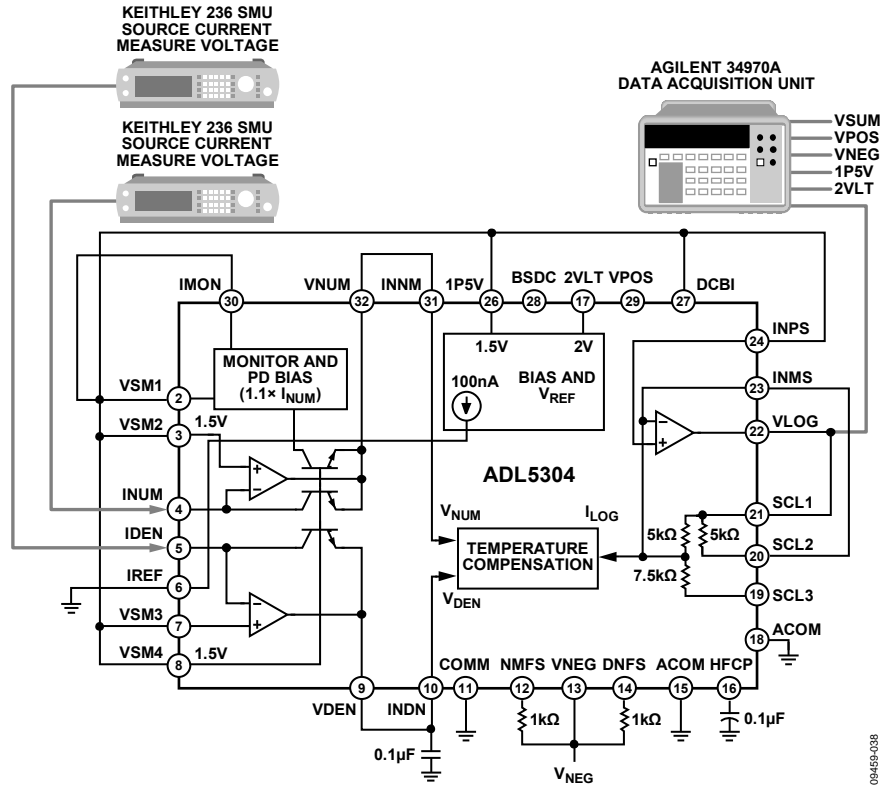 KEITHLEY 236 SMU
SOURCE CURRENT
MEASURE VOLTAGE
KEITHLEY 236 SMU
SOURCE CURRENT
MEASURE VOLTAGE
AGILENT 34970A
DATA ACQUISITION UNIT
VSUM
VPOS
VNEG
1P5V
2VLT
IMON
VNUM
INNM
1P5V
BSDC
2VLT
VPOS
DCBI
30
32
31
26
28
17
29
27
INPS
24
INMS
23
VLOG
22
SCL1
21
SCL2
20
SCL3
19
ACOM
18
MONITOR AND
PD BIAS
(1.1× INUM)
1.5V
2V
100nA
BIAS AND
VREF
VSM1
2
VSM2
3
1.5V
INUM
4
IDEN
5
IREF
6
VSM3
7
VSM4
8
1.5V
+
−
−
+
−
+
ADL5304
VNUM
ILOG
TEMPERATURE
COMPENSATION
VDEN
5kΩ
5kΩ
7.5kΩ
COMM
NMFS
VNEG
DNFS
ACOM
HFCP
9
10
11
12
13
14
15
16
VDEN
INDN
1kΩ
1kΩ
0.1µF
0.1µF
VNEG
09459-038